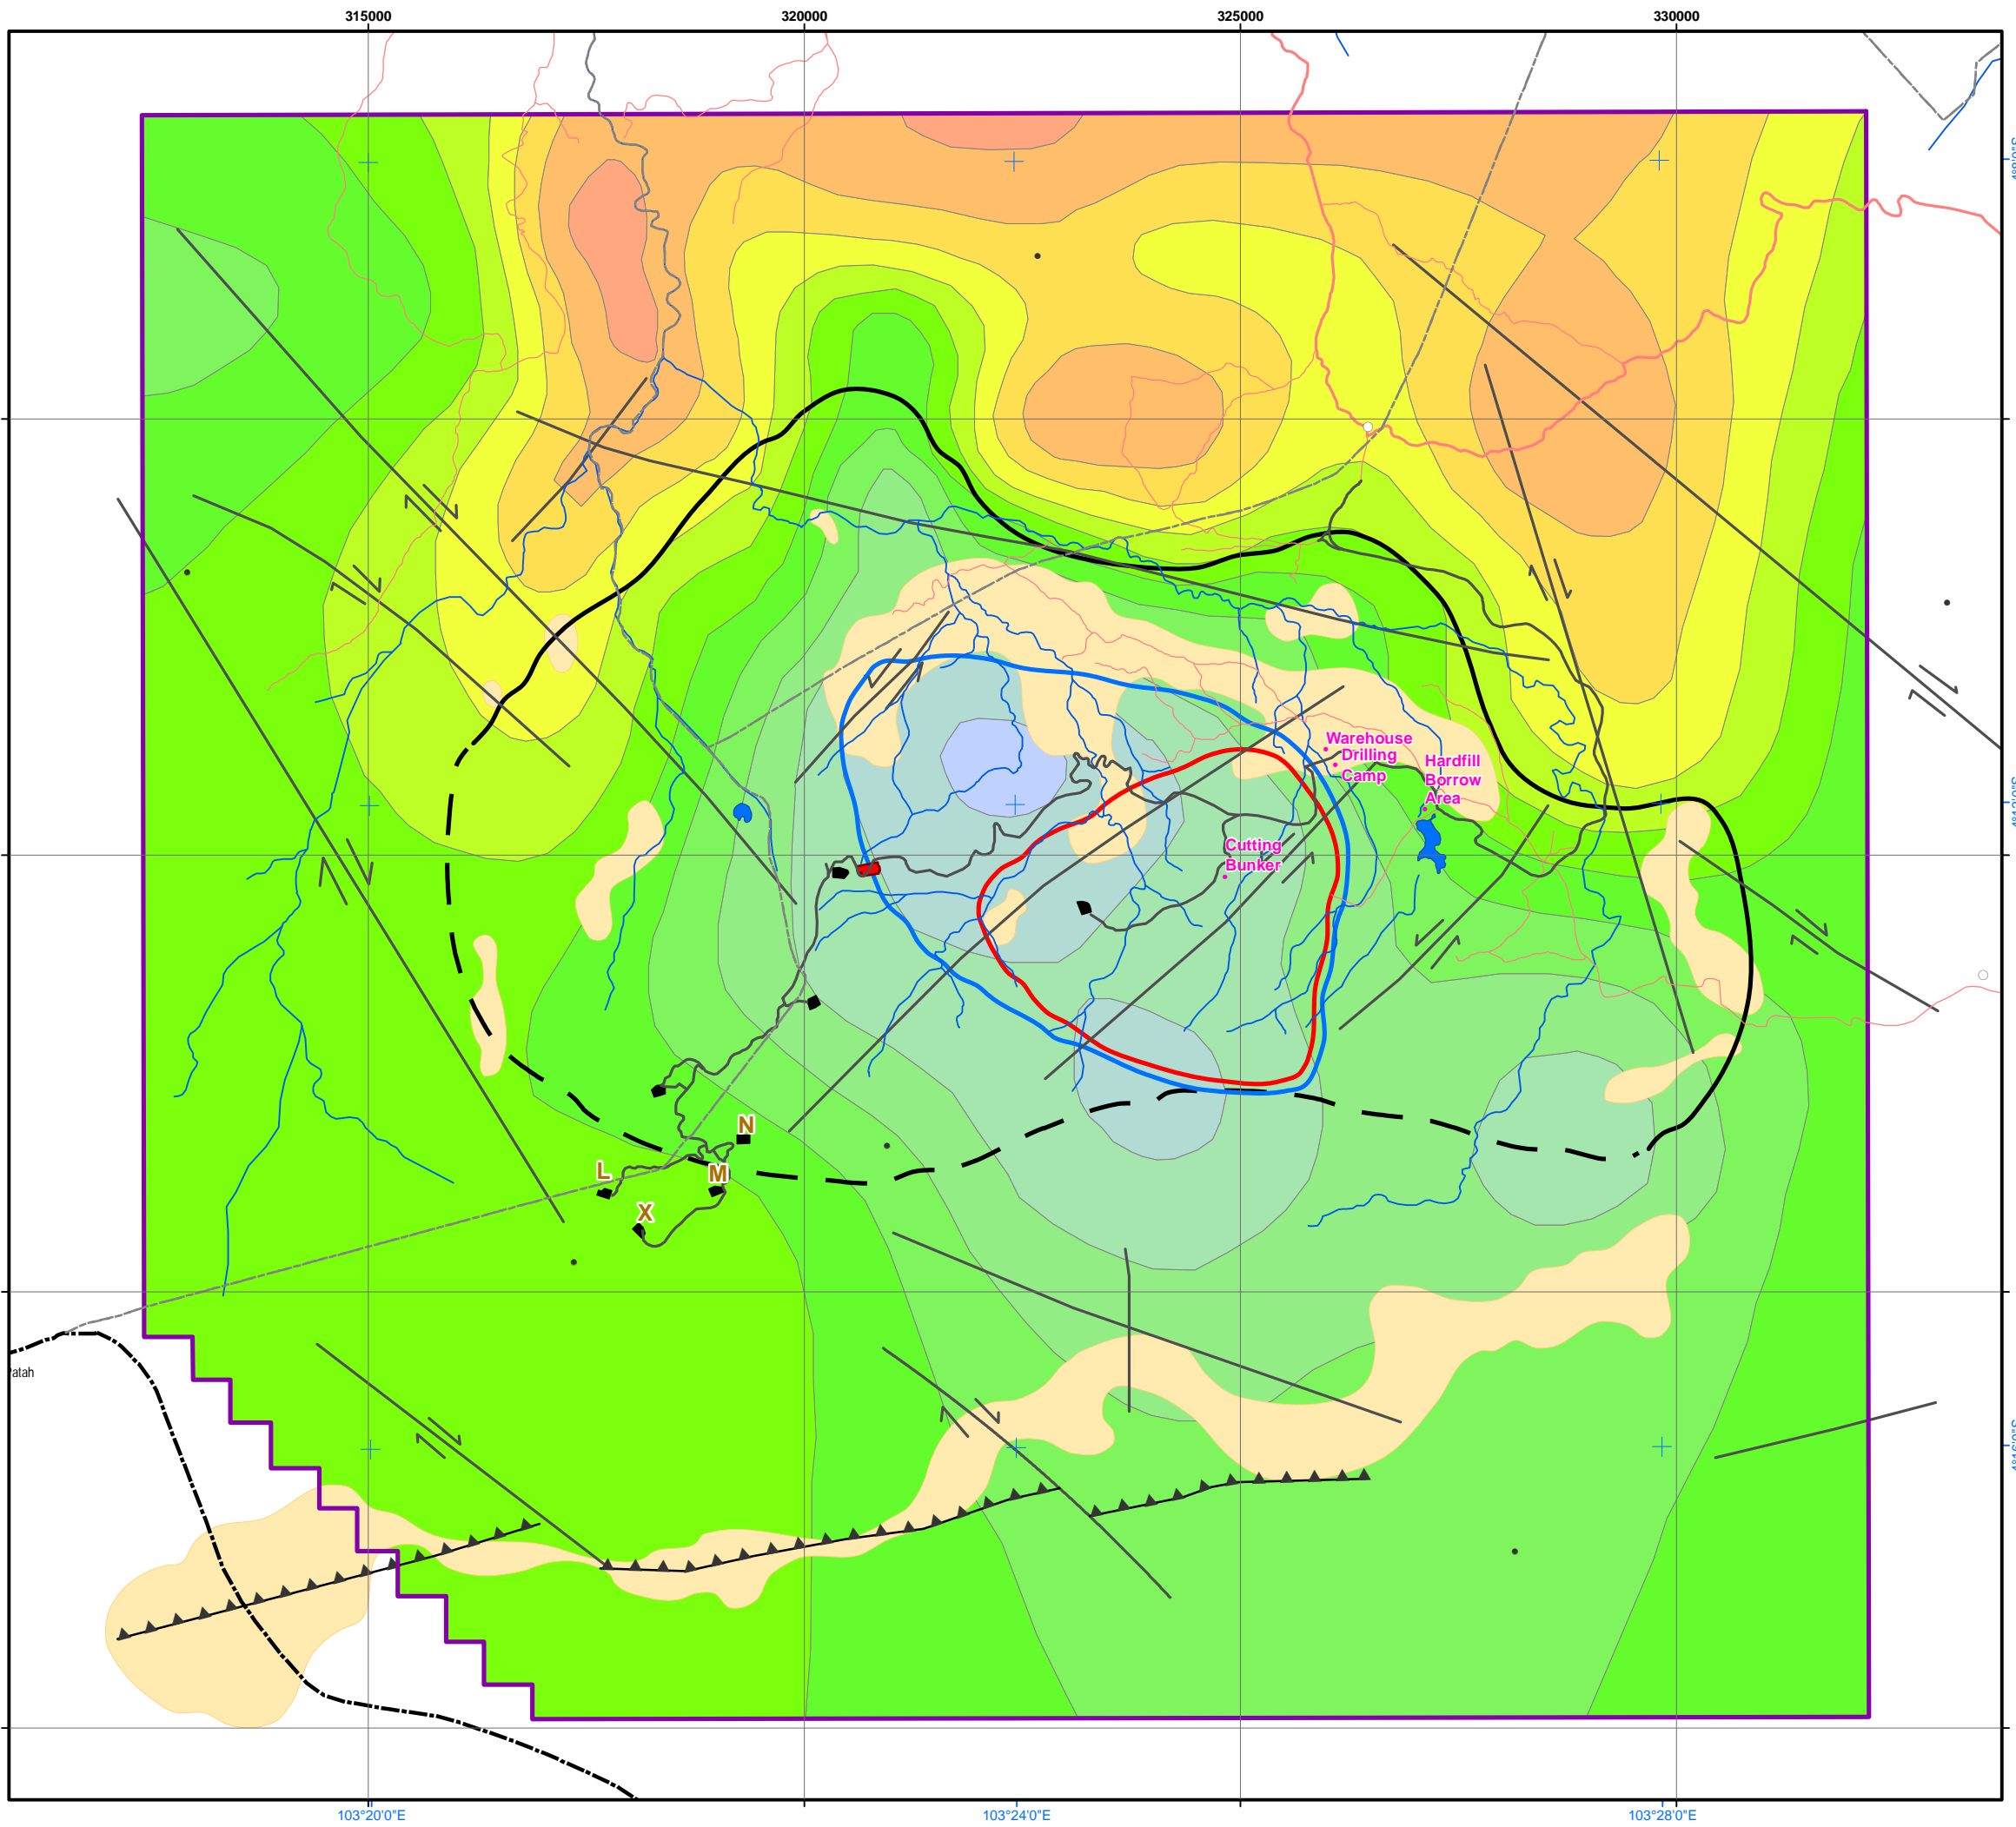 315000
320000
325000
330000
Warehouse
Drilling
Camp
Hardfill
Borrow
Area
Cutting
Bunker
N
L
M
X
atah
103°20'0"E
103°24'0"E
103°28'0"E